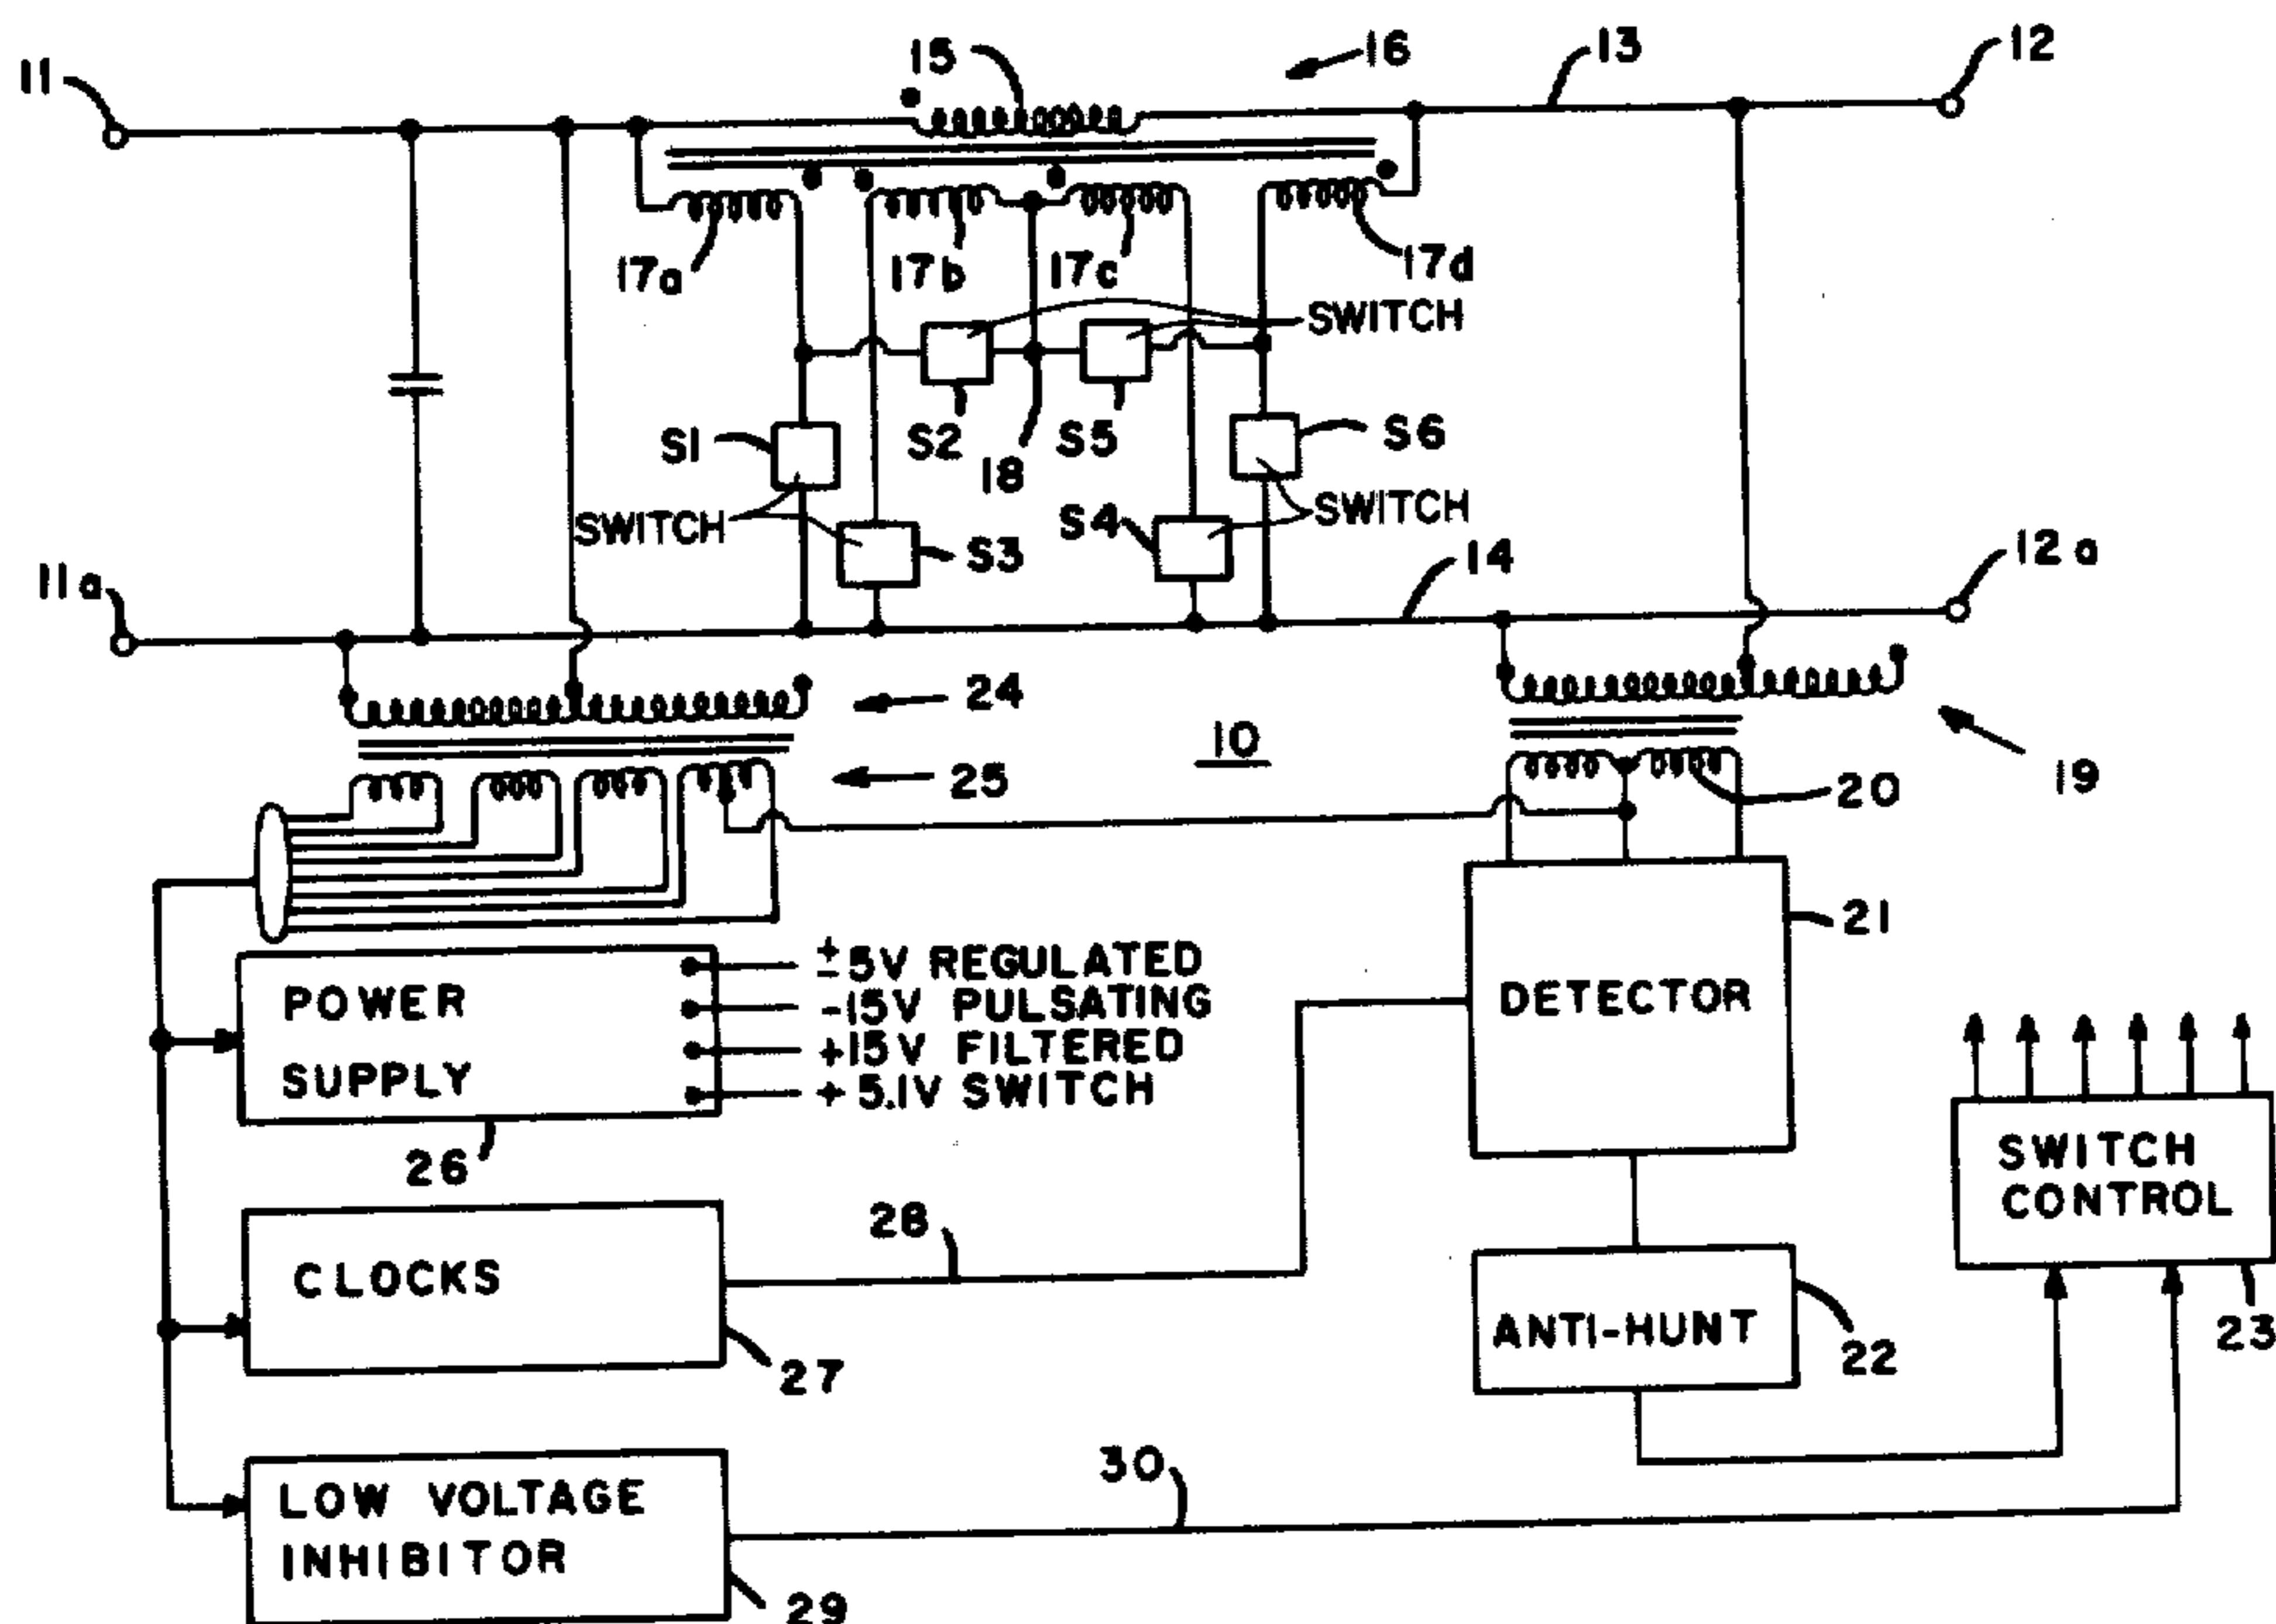 11
15
16
13
12
17a
17b
17c
17d
SWITCH
S1
S2
18
S5
S6
SWITCH
S3
S4
SWITCH
11a
14
12a
24
10
25
19
20
21
± 5V REGULATED
-15V PULSATING
+15V FILTERED
+ 5.1V SWITCH
POWER
SUPPLY
26
DETECTOR
SWITCH
CONTROL
23
28
CLOCKS
27
ANTI-HUNT
22
30
LOW VOLTAGE
INHIBITOR
29